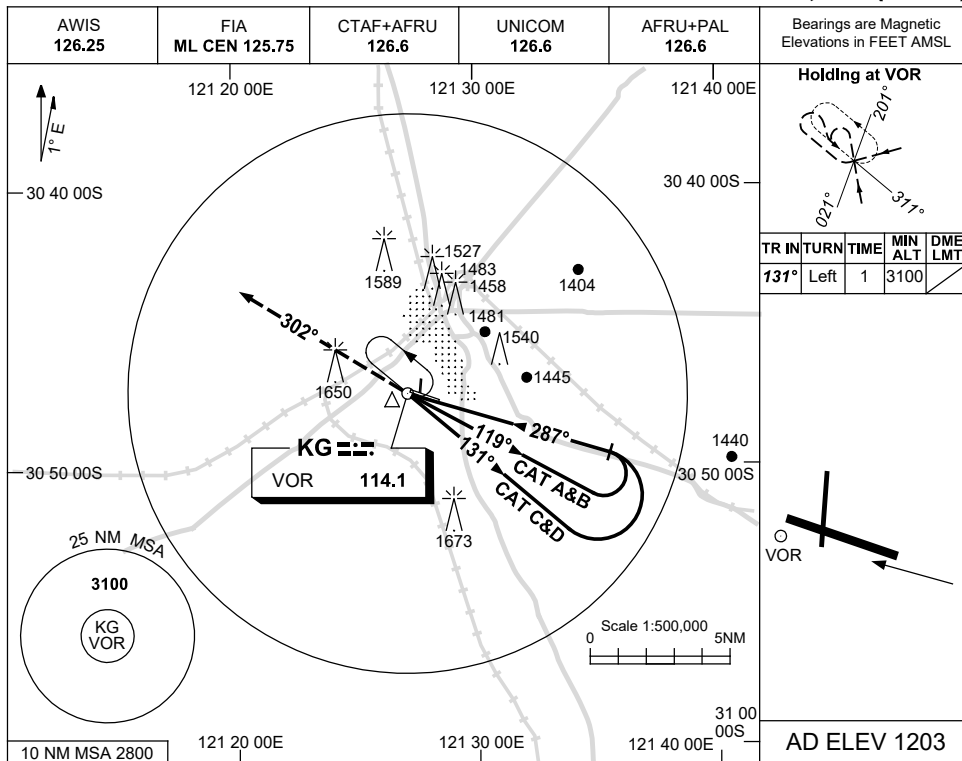 AWIS
126.25
FIA
ML CEN 125.75
CTAF+AFRU
126.6
UNICOM
126.6
AFRU+PAL
126.6
Bearings are Magnetic
Elevations in FEET AMSL
121 20 00E
121 30 00E
121 40 00E
1° E
30 40 00S
30 40 00S
Holding at VOR
201°
021°
311°
TR IN TURN TIME MIN ALT DME LMT
131° Left 1 3100
1589
1527
1483
1458
1404
1481
1540
1445
302°
1650
287°
119°
CAT A&B
131°
CAT C&D
KG
VOR 114.1
1440
30 50 00S
30 50 00S
1673
VOR
25 NM MSA
3100
KG
VOR
Scale 1:500,000
0
5NM
31 00
00S
121 20 00E
121 30 00E
121 40 00E
10 NM MSA 2800
AD ELEV 1203